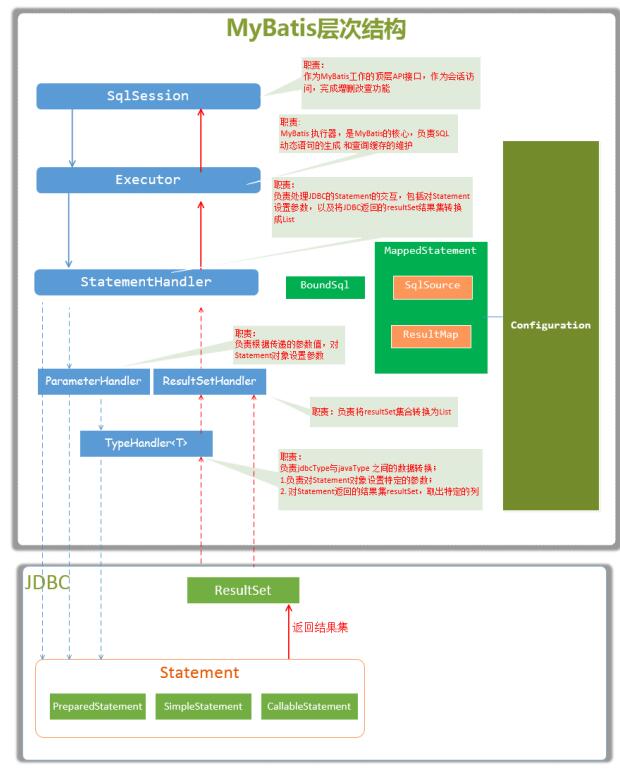 MyBatis层次结构
SqlSession
职责：
作为MyBatis工作的顶层API接口，作为会话访
问，完成增删改查功能
职责:
MyBatis 执行器，是MyBatis的核心，负责SQL
动态语句的生成 和查询缓存的维护
Executor
职责：
负责处理JDBC的Statement的交互，包括对Statement
设置参数，以及将JDBC返回的resultSet结果集转换
成List
StatementHandler
BoundSql
MappedStatement
SqlSource
ResultMap
Configuration
职责：
负责根据传递的参数值，对
Statement对象设置参数
ParameterHandler
ResultSetHandler
职责：负责将resultSet集合转换为List
TypeHandler<T>
职责：
负责jdbcType与javaType 之间的数据转换；
1.负责对Statement对象设置特定的参数；
2. 对Statement返回的结果集resultSet，取出特定的列
JDBC
ResultSet
返回结果集
Statement
PreparedStatement
SimpleStatement
CallableStatement